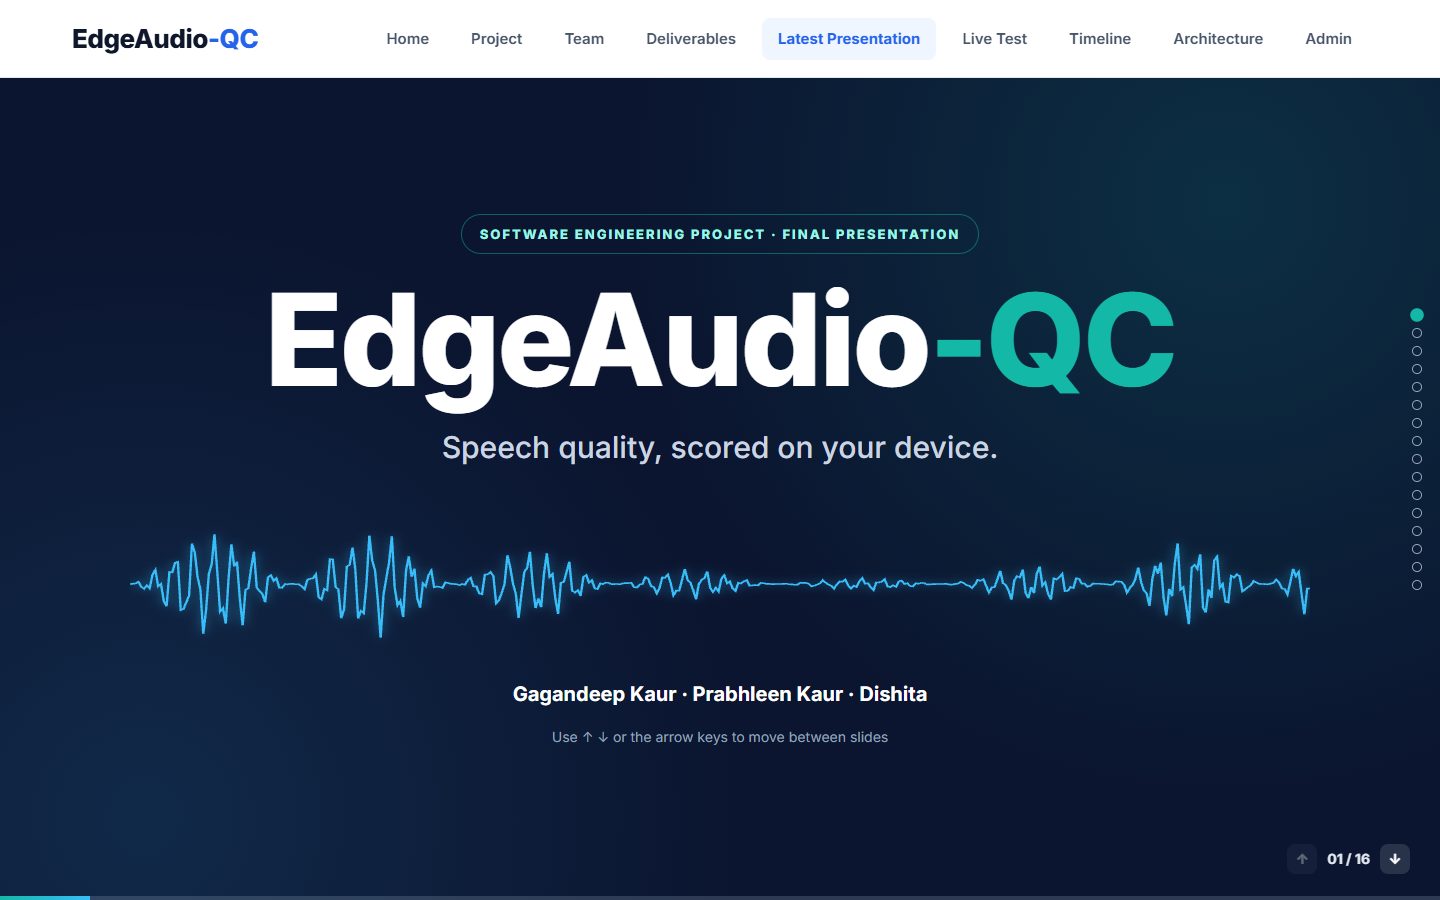 EdgeAudio-QC
Home Project Team Deliverables Latest Presentation Live Test Timeline Architecture Admin
SOFTWARE ENGINEERING PROJECT · FINAL PRESENTATION
EdgeAudio-QC
Speech quality, scored on your device.
Gagandeep Kaur · Prabhleen Kaur · Dishita
Use ↑ ↓ or the arrow keys to move between slides
↑ 01 / 16 ↓